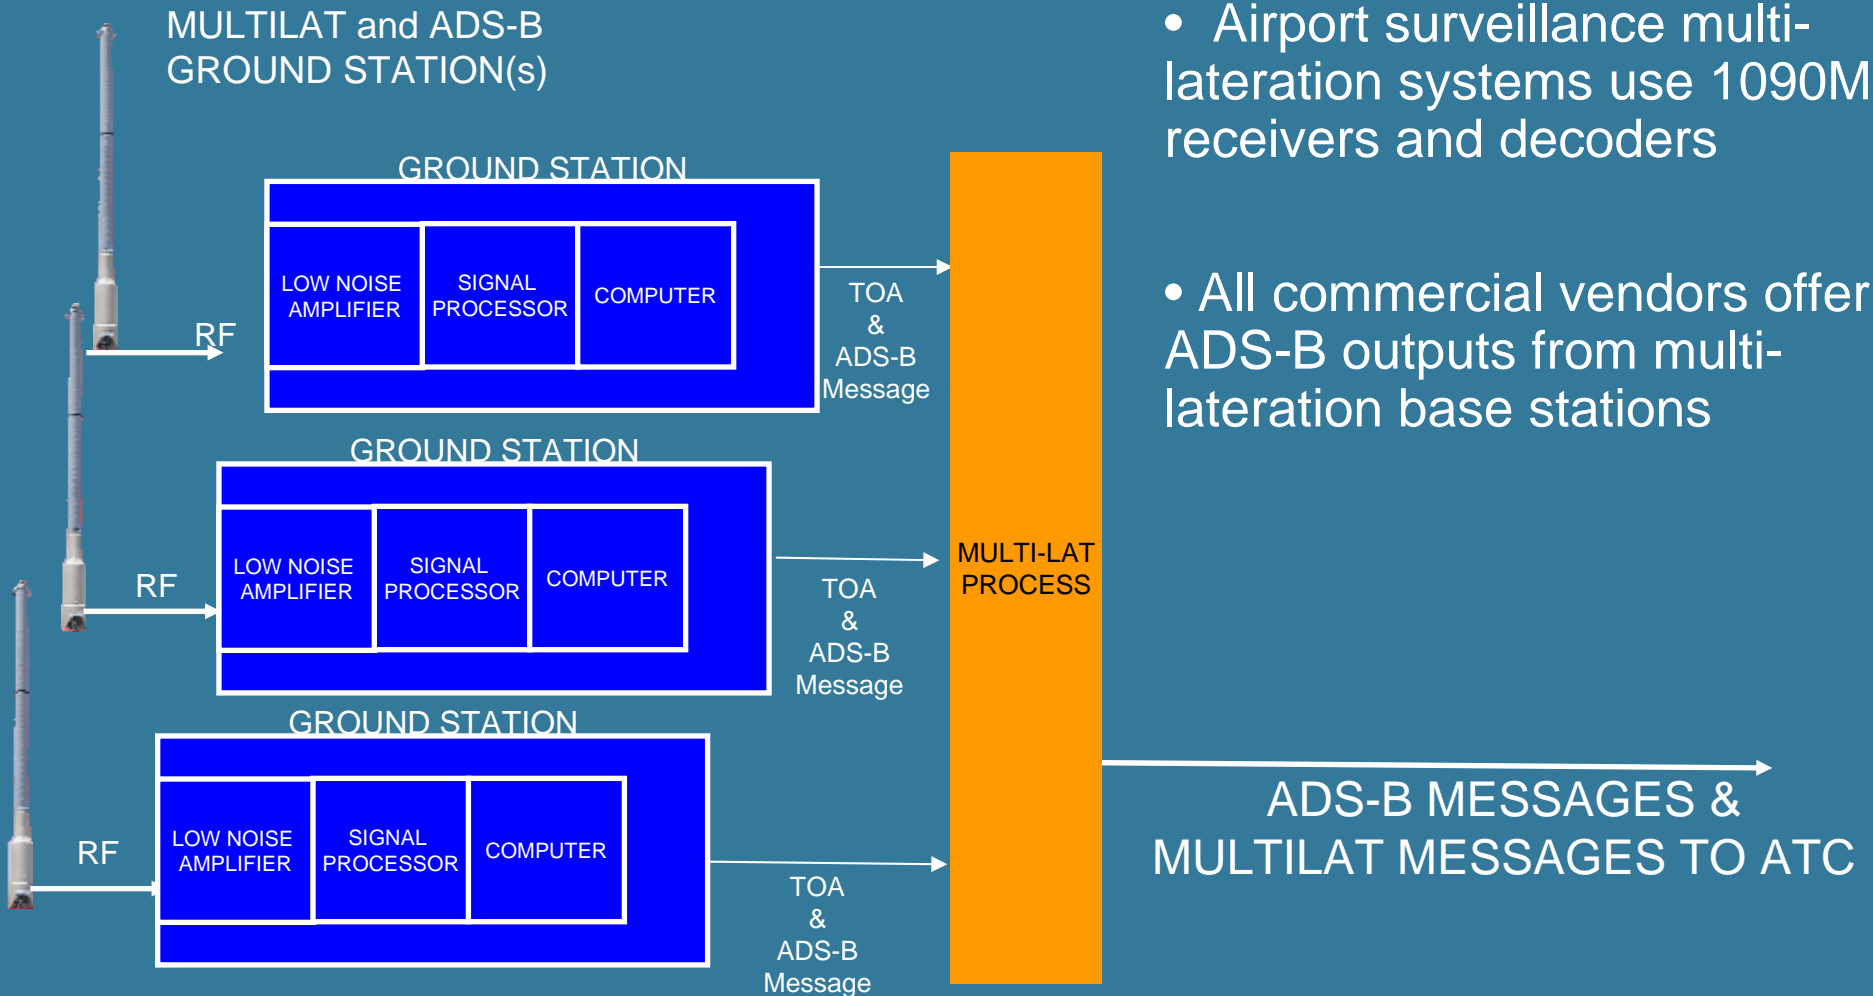 MULTILAT and ADS-B
GROUND STATION(s)
• Airport surveillance multi-
lateration systems use 1090M
receivers and decoders
• All commercial vendors offer
ADS-B outputs from multi-
lateration base stations
GROUND STATION
RF
LOW NOISE
AMPLIFIER
SIGNAL
PROCESSOR
COMPUTER
TOA
&
ADS-B
Message
GROUND STATION
RF
LOW NOISE
AMPLIFIER
SIGNAL
PROCESSOR
COMPUTER
TOA
&
ADS-B
Message
GROUND STATION
RF
LOW NOISE
AMPLIFIER
SIGNAL
PROCESSOR
COMPUTER
TOA
&
ADS-B
Message
MULTI-LAT
PROCESS
ADS-B MESSAGES &
MULTILAT MESSAGES TO ATC